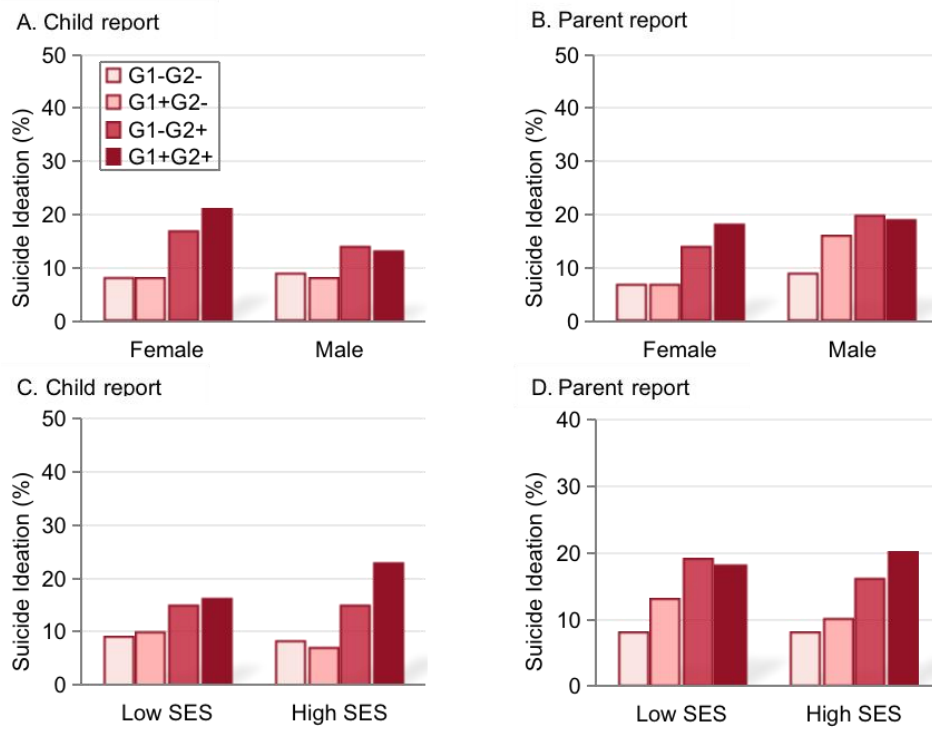 A. Child report
50
40
30
20
10
0
Suicide Ideation (%)
G1-G2-
G1+G2-
G1-G2+
G1+G2+
Female
Male
B. Parent report
50
40
30
20
10
0
Suicide Ideation (%)
Female
Male
C. Child report
50
40
30
20
10
0
Suicide Ideation (%)
Low SES
High SES
D. Parent report
40
30
20
10
0
Suicide Ideation (%)
Low SES
High SES